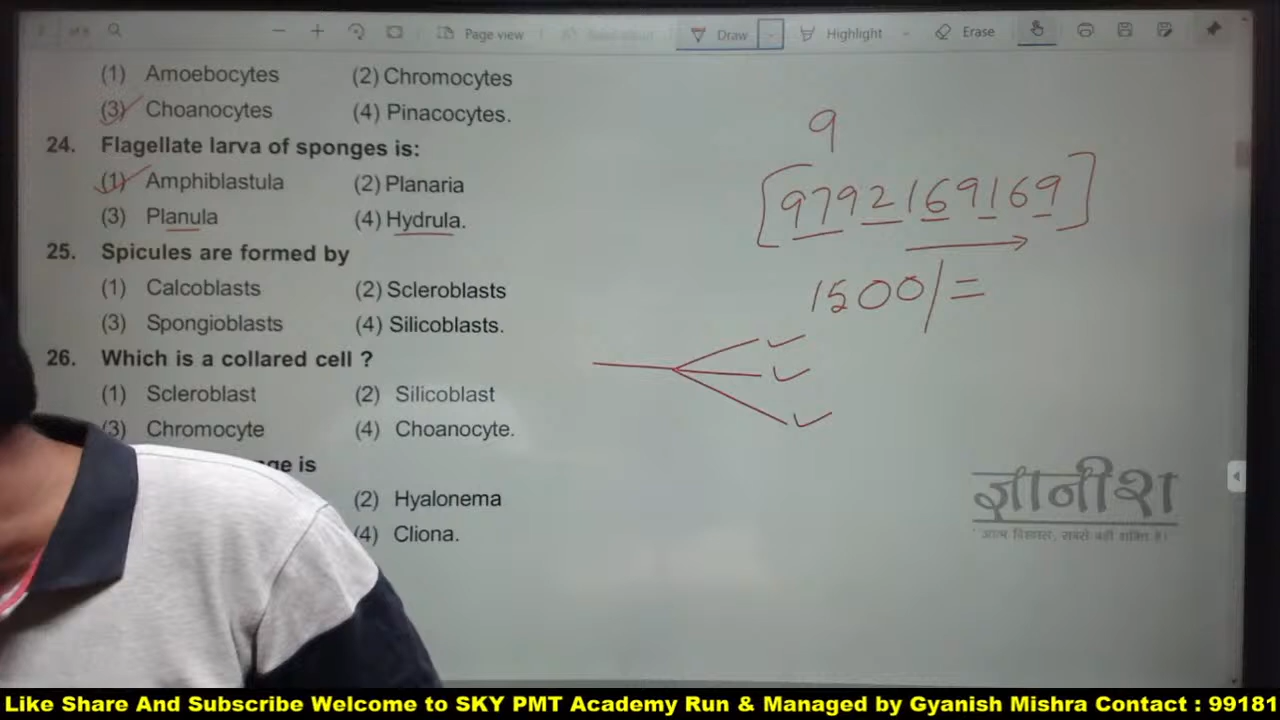 Page view
Draw
Highlight
Erase
(1) Amoebocytes (2) Chromocytes
(3) Choanocytes (4) Pinacocytes.
24. Flagellate larva of sponges is:
(1) Amphiblastula (2) Planaria
(3) Planula (4) Hydrula.
25. Spicules are formed by
(1) Calcoblasts (2) Scleroblasts
(3) Spongioblasts (4) Silicoblasts.
26. Which is a collared cell ?
(1) Scleroblast (2) Silicoblast
(3) Chromocyte (4) Choanocyte.
is
(2) Hyalonema
(4) Cliona.
9
[9792169169]
1500/=
ज्ञानीश
Like Share And Subscribe Welcome to SKY PMT Academy Run & Managed by Gyanish Mishra Contact : 99181